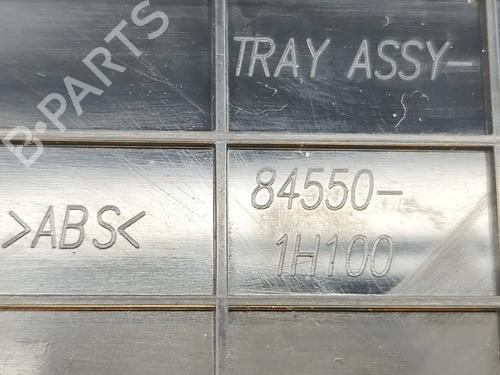 B-PARTS
TRAY ASSY-
>ABS<
84550-
1H100